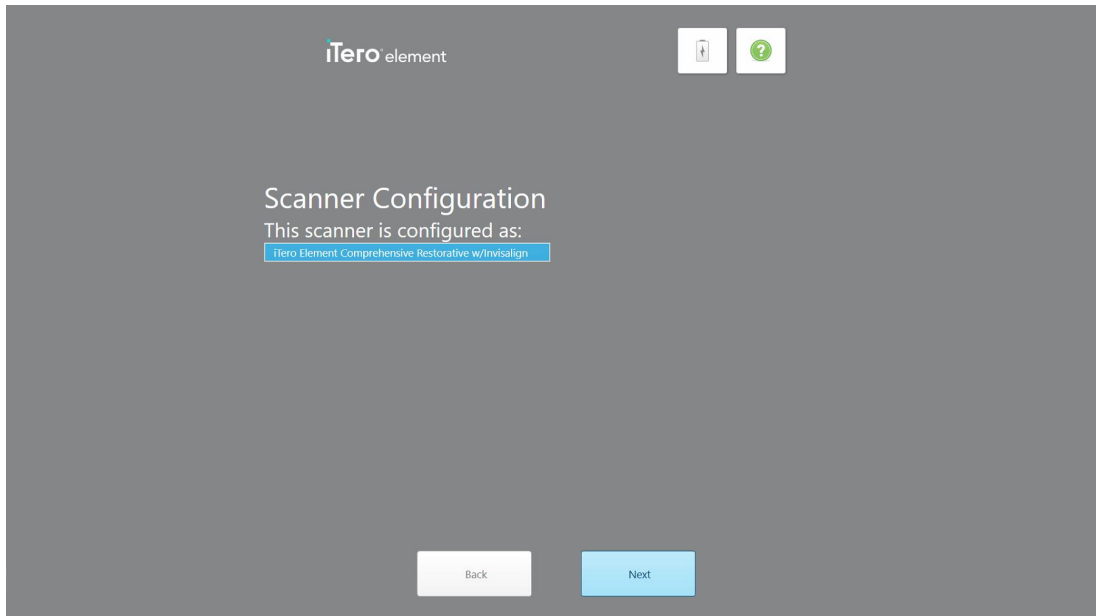 iTero element
?
Scanner Configuration
This scanner is configured as:
iTero Element Comprehensive Restorative w/Invisalign
Back
Next